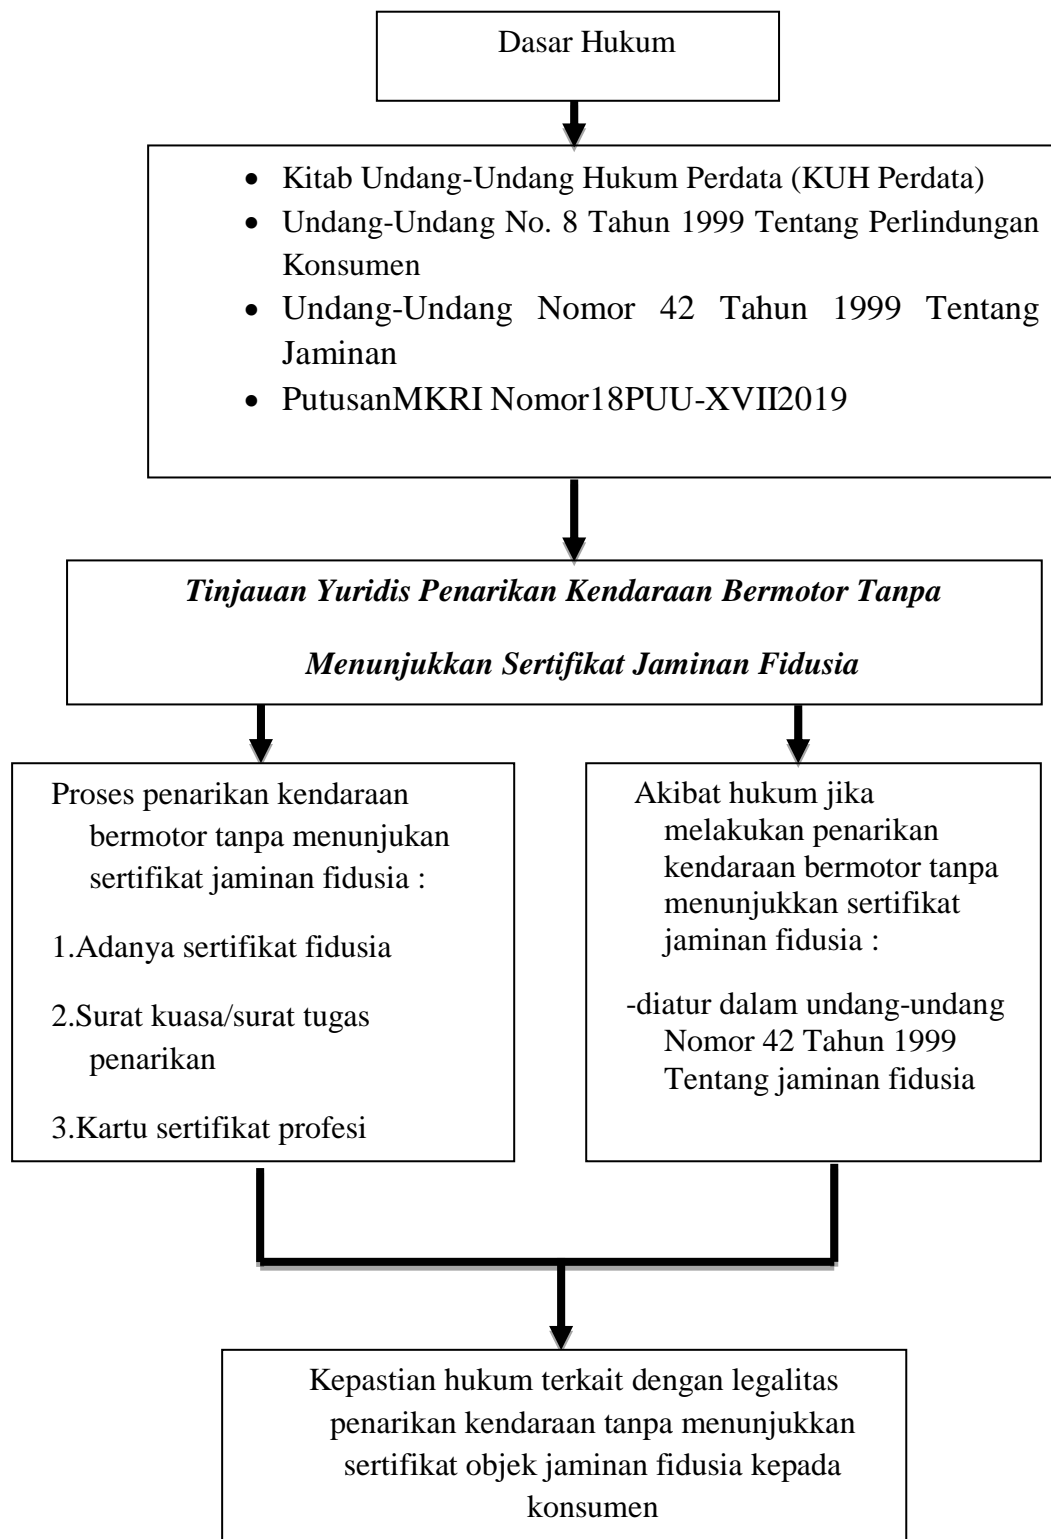 Dasar Hukum
• Kitab Undang-Undang Hukum Perdata (KUH Perdata)
• Undang-Undang No. 8 Tahun 1999 Tentang Perlindungan
Konsumen
• Undang-Undang Nomor 42 Tahun 1999 Tentang
Jaminan
• PutusanMKRI Nomor18PUU-XVII2019
Tinjauan Yuridis Penarikan Kendaraan Bermotor Tanpa
Menunjukkan Sertifikat Jaminan Fidusia
Proses penarikan kendaraan
bermotor tanpa menunjukan
sertifikat jaminan fidusia :
1.Adanya sertifikat fidusia
2.Surat kuasa/surat tugas
penarikan
3.Kartu sertifikat profesi
Akibat hukum jika
melakukan penarikan
kendaraan bermotor tanpa
menunjukkan sertifikat
jaminan fidusia :
-diatur dalam undang-undang
Nomor 42 Tahun 1999
Tentang jaminan fidusia
Kepastian hukum terkait dengan legalitas
penarikan kendaraan tanpa menunjukkan
sertifikat objek jaminan fidusia kepada
konsumen